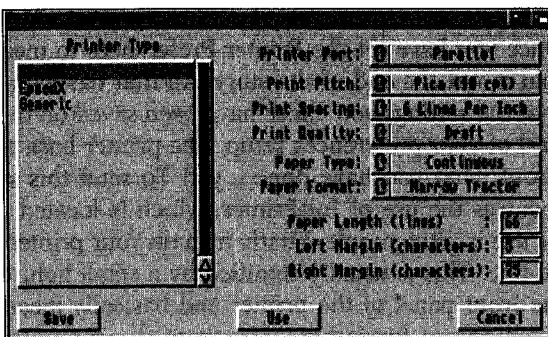 Printer Type
EpsonX
Generic
Printer Port: Parallel
Print Pitch: Pica (10 cpi)
Print Spacing: 6 Lines Per Inch
Print Quality: Draft
Paper Type: Continuous
Paper Format: Narrow Tractor
Paper Length (lines) : 66
Left Margin (characters): 5
Right Margin (characters): 75
Save
Use
Cancel